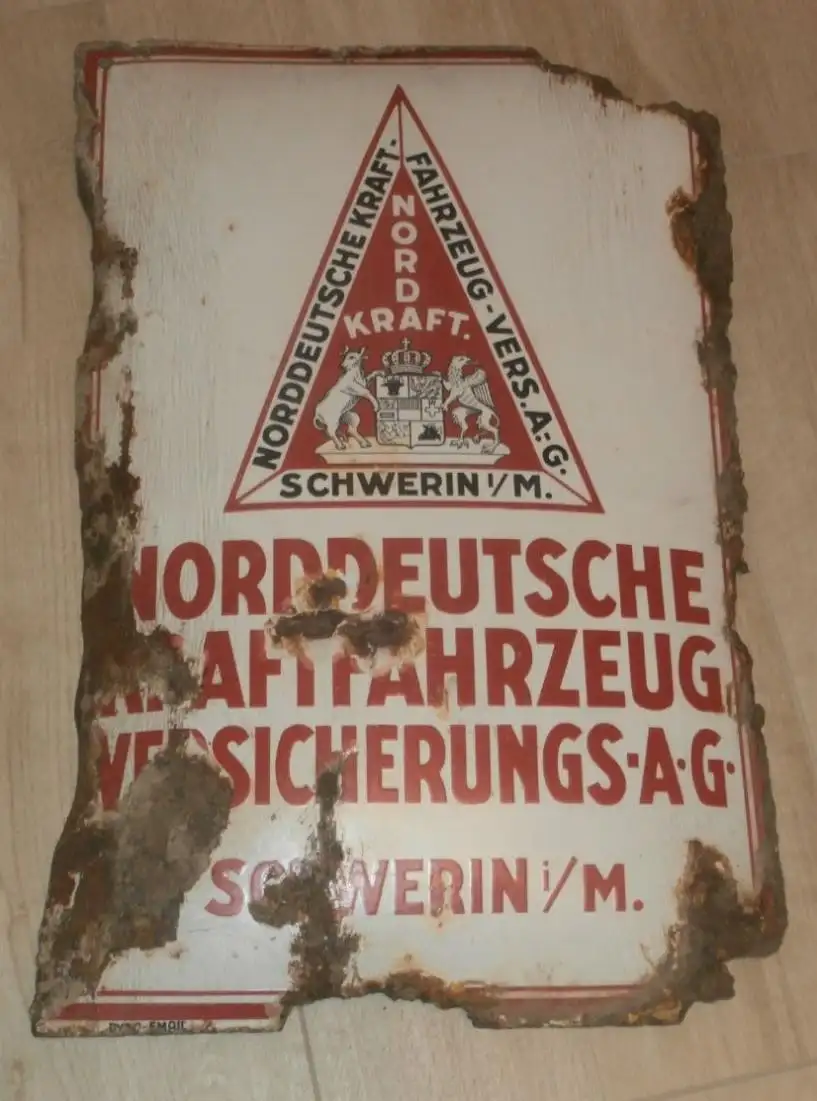 NORDDEUTSCHE KRAFT-
FAHRZEUG-VERS.A.-G.
NORD
KRAFT.
SCHWERIN i/M.
NORDDEUTSCHE
KRAFTFAHRZEUG
VERSICHERUNGS·A·G·
SCHWERIN i/M.